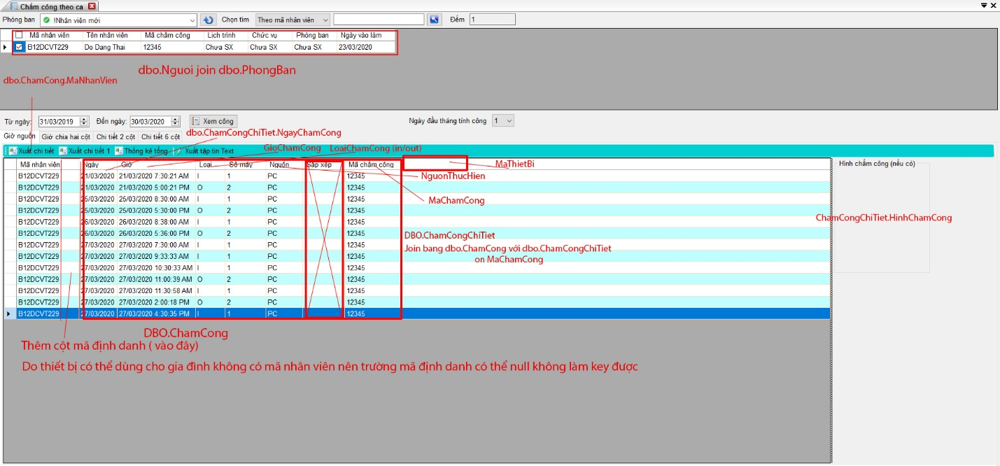 Chấm công theo ca
Phòng ban !Nhân viên mới Chọn tìm Theo mã nhân viên Đếm 1
Mã nhân viên Tên nhân viên Mã chấm công Lịch trình Chức vụ Phòng ban Ngày vào làm
B12DCVT229 Do Dang Thai 12345 Chưa SX Chưa SX Chưa SX 23/03/2020
dbo.Nguoi join dbo.PhongBan
dbo.ChamCong.MaNhanVien
Từ ngày: 31/03/2019 Đến ngày: 30/03/2020 Xem công Ngày đầu tháng tính công 1
Giờ nguồn Giờ chia hai cột Chi tiết 2 cột Chi tiết 6 cột
dbo.ChamCongChiTiet.NgayChamCong
Xuất chi tiết Xuất chi tiết 1 Thống kê tổng Xuất tập tin Text
GioChamCong LoaiChamCong (in/out)
Mã nhân viên Ngày Giờ Loại Số máy Nguồn Sắp xếp Mã chấm công
MaThietBi
Hình chấm công (nếu có)
B12DCVT229 21/03/2020 21/03/2020 7:30:21 AM I 1 PC 12345
NguonThucHien
B12DCVT229 21/03/2020 21/03/2020 5:00:21 PM O 2 PC 12345
B12DCVT229 25/03/2020 25/03/2020 8:30:00 AM I 1 PC 12345
MaChamCong
B12DCVT229 25/03/2020 25/03/2020 5:30:00 PM O 2 PC 12345
B12DCVT229 26/03/2020 26/03/2020 8:38:00 AM I 1 PC 12345
ChamCongChiTiet.HinhChamCong
B12DCVT229 26/03/2020 26/03/2020 5:36:00 PM O 2 PC 12345
DBO.ChamCongChiTiet
B12DCVT229 27/03/2020 27/03/2020 7:30:00 AM I 1 PC 12345
Join bang dbo.ChamCong với dbo.ChamCongChiTiet
B12DCVT229 27/03/2020 27/03/2020 9:33:33 AM I 1 PC 12345
on MaChamCong
B12DCVT229 27/03/2020 27/03/2020 10:30:33 AM I 1 PC 12345
B12DCVT229 27/03/2020 27/03/2020 11:00:39 AM O 2 PC 12345
B12DCVT229 27/03/2020 27/03/2020 11:30:58 AM I 1 PC 12345
B12DCVT229 27/03/2020 27/03/2020 2:00:18 PM O 2 PC 12345
B12DCVT229 27/03/2020 27/03/2020 4:30:35 PM I 1 PC 12345
DBO.ChamCong
Thêm cột mã định danh ( vào đây)
Do thiết bị có thể dùng cho gia đình không có mã nhân viên nên trường mã định danh có thể null không làm key được